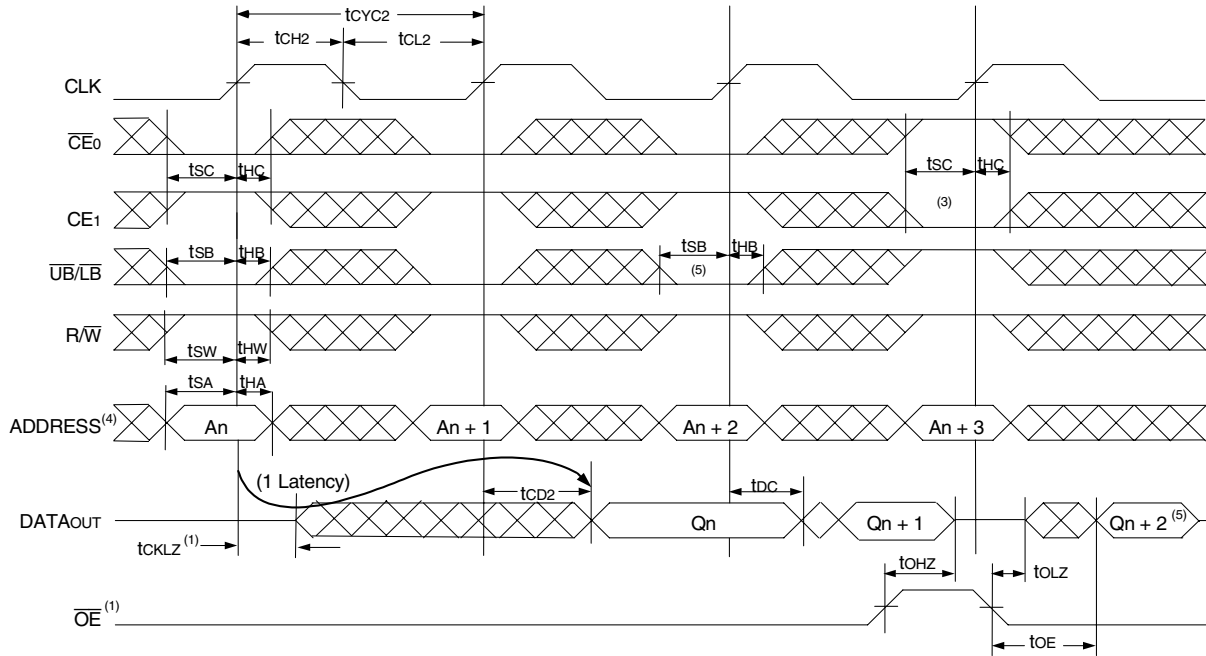 tCYC2
tCH2 tCL2
CLK
CE0
tSC tHC tSC tHC
(3)
CE1
tSB tHB tSB tHB
UB/LB (5)
R/W
tSW tHW
tSA tHA
ADDRESS(4) An An + 1 An + 2 An + 3
(1 Latency) tCD2 tDC
DATAOUT Qn Qn + 1 Qn + 2 (5)
tCKLZ (1)
tOHZ tOLZ
OE (1)
tOE